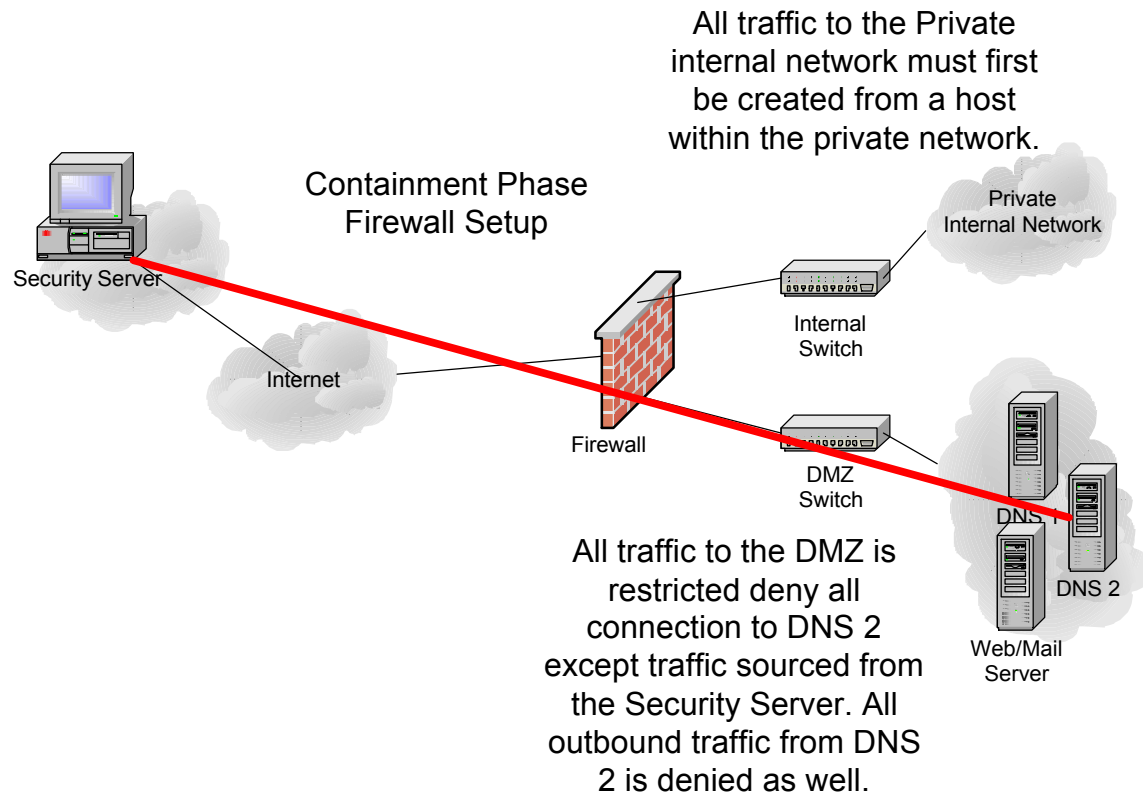 All traffic to the Private
internal network must first
be created from a host
within the private network.
Containment Phase
Firewall Setup
Private
Internal Network
Security Server
Internal
Switch
Internet
Firewall
DMZ
Switch
DNS 1
DNS 2
Web/Mail
Server
All traffic to the DMZ is
restricted deny all
connection to DNS 2
except traffic sourced from
the Security Server. All
outbound traffic from DNS
2 is denied as well.